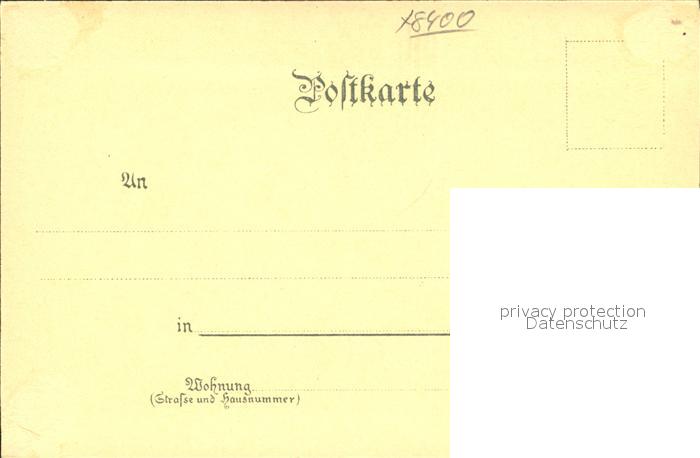 x8400
Postkarte
An
in
Wohnung
(Strasse und Hausnummer)
privacy protection
Datenschutz